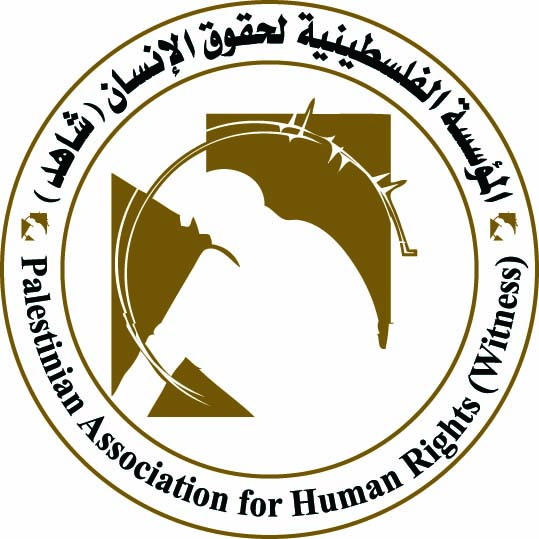 المؤسسة الفلسطينية لحقوق الإنسان (شاهد)
Palestinian Association for Human Rights (Witness)